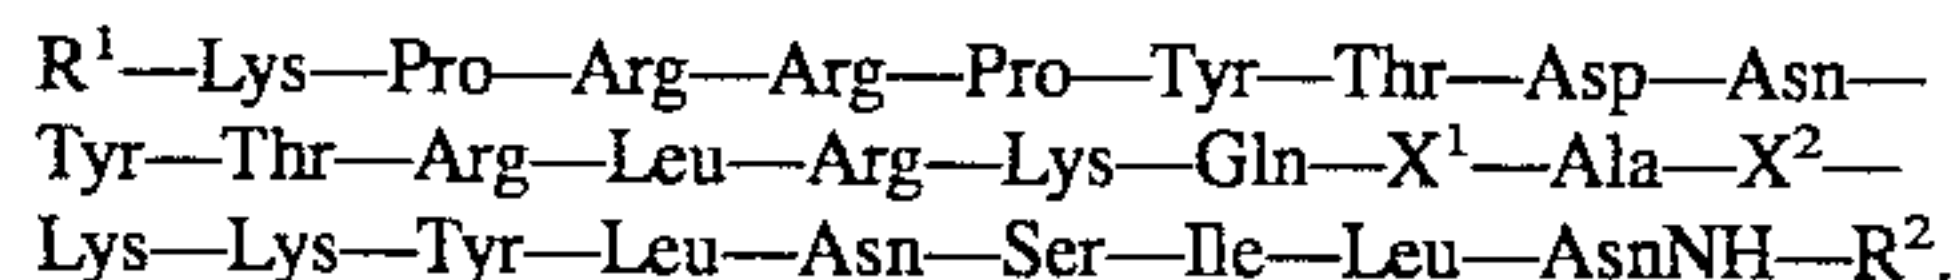 R¹—Lys—Pro—Arg—Arg—Pro—Tyr—Thr—Asp—Asn—
Tyr—Thr—Arg—Leu—Arg—Lys—Gln—X¹—Ala—X²—
Lys—Lys—Tyr—Leu—Asn—Ser—Ile—Leu—AsnNH—R²